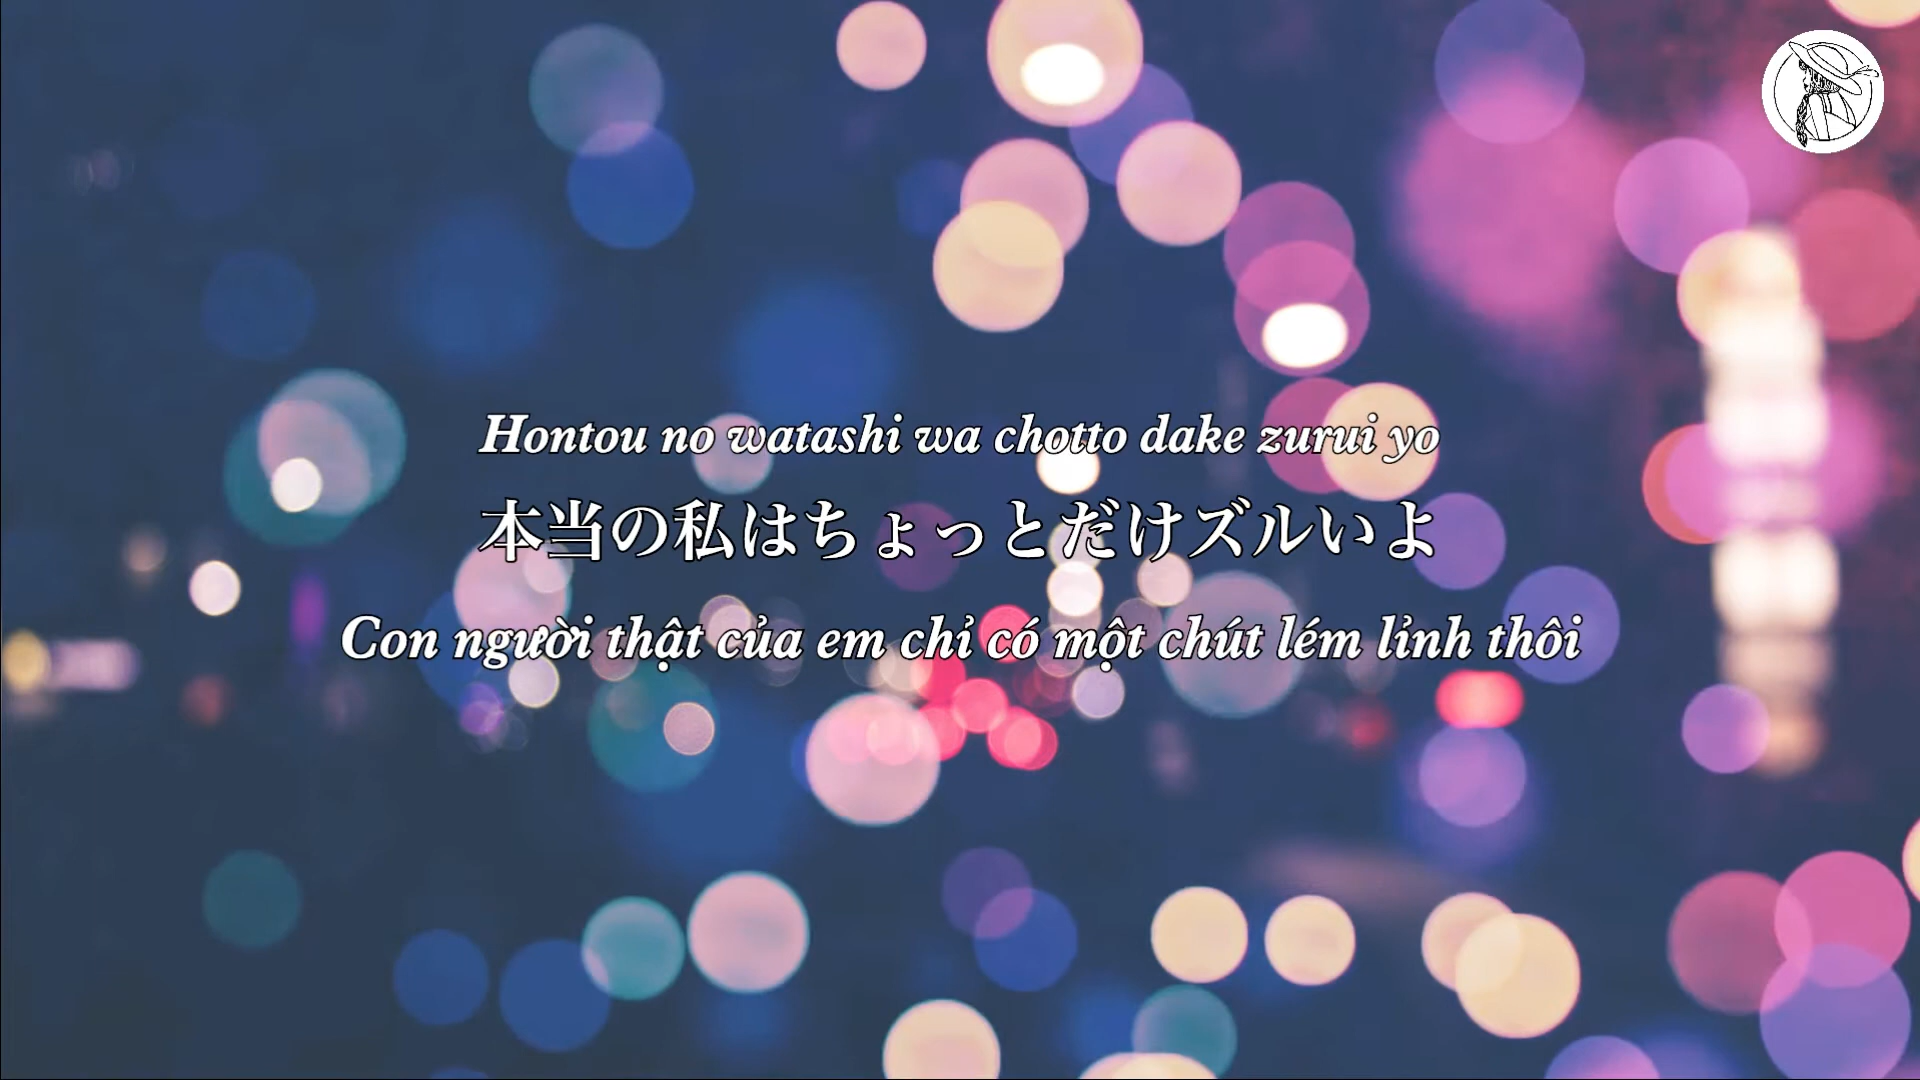 Hontou no watashi wa chotto dake zurui yo
本当の私はちょっとだけズルいよ
Con người thật của em chỉ có một chút lém lỉnh thôi